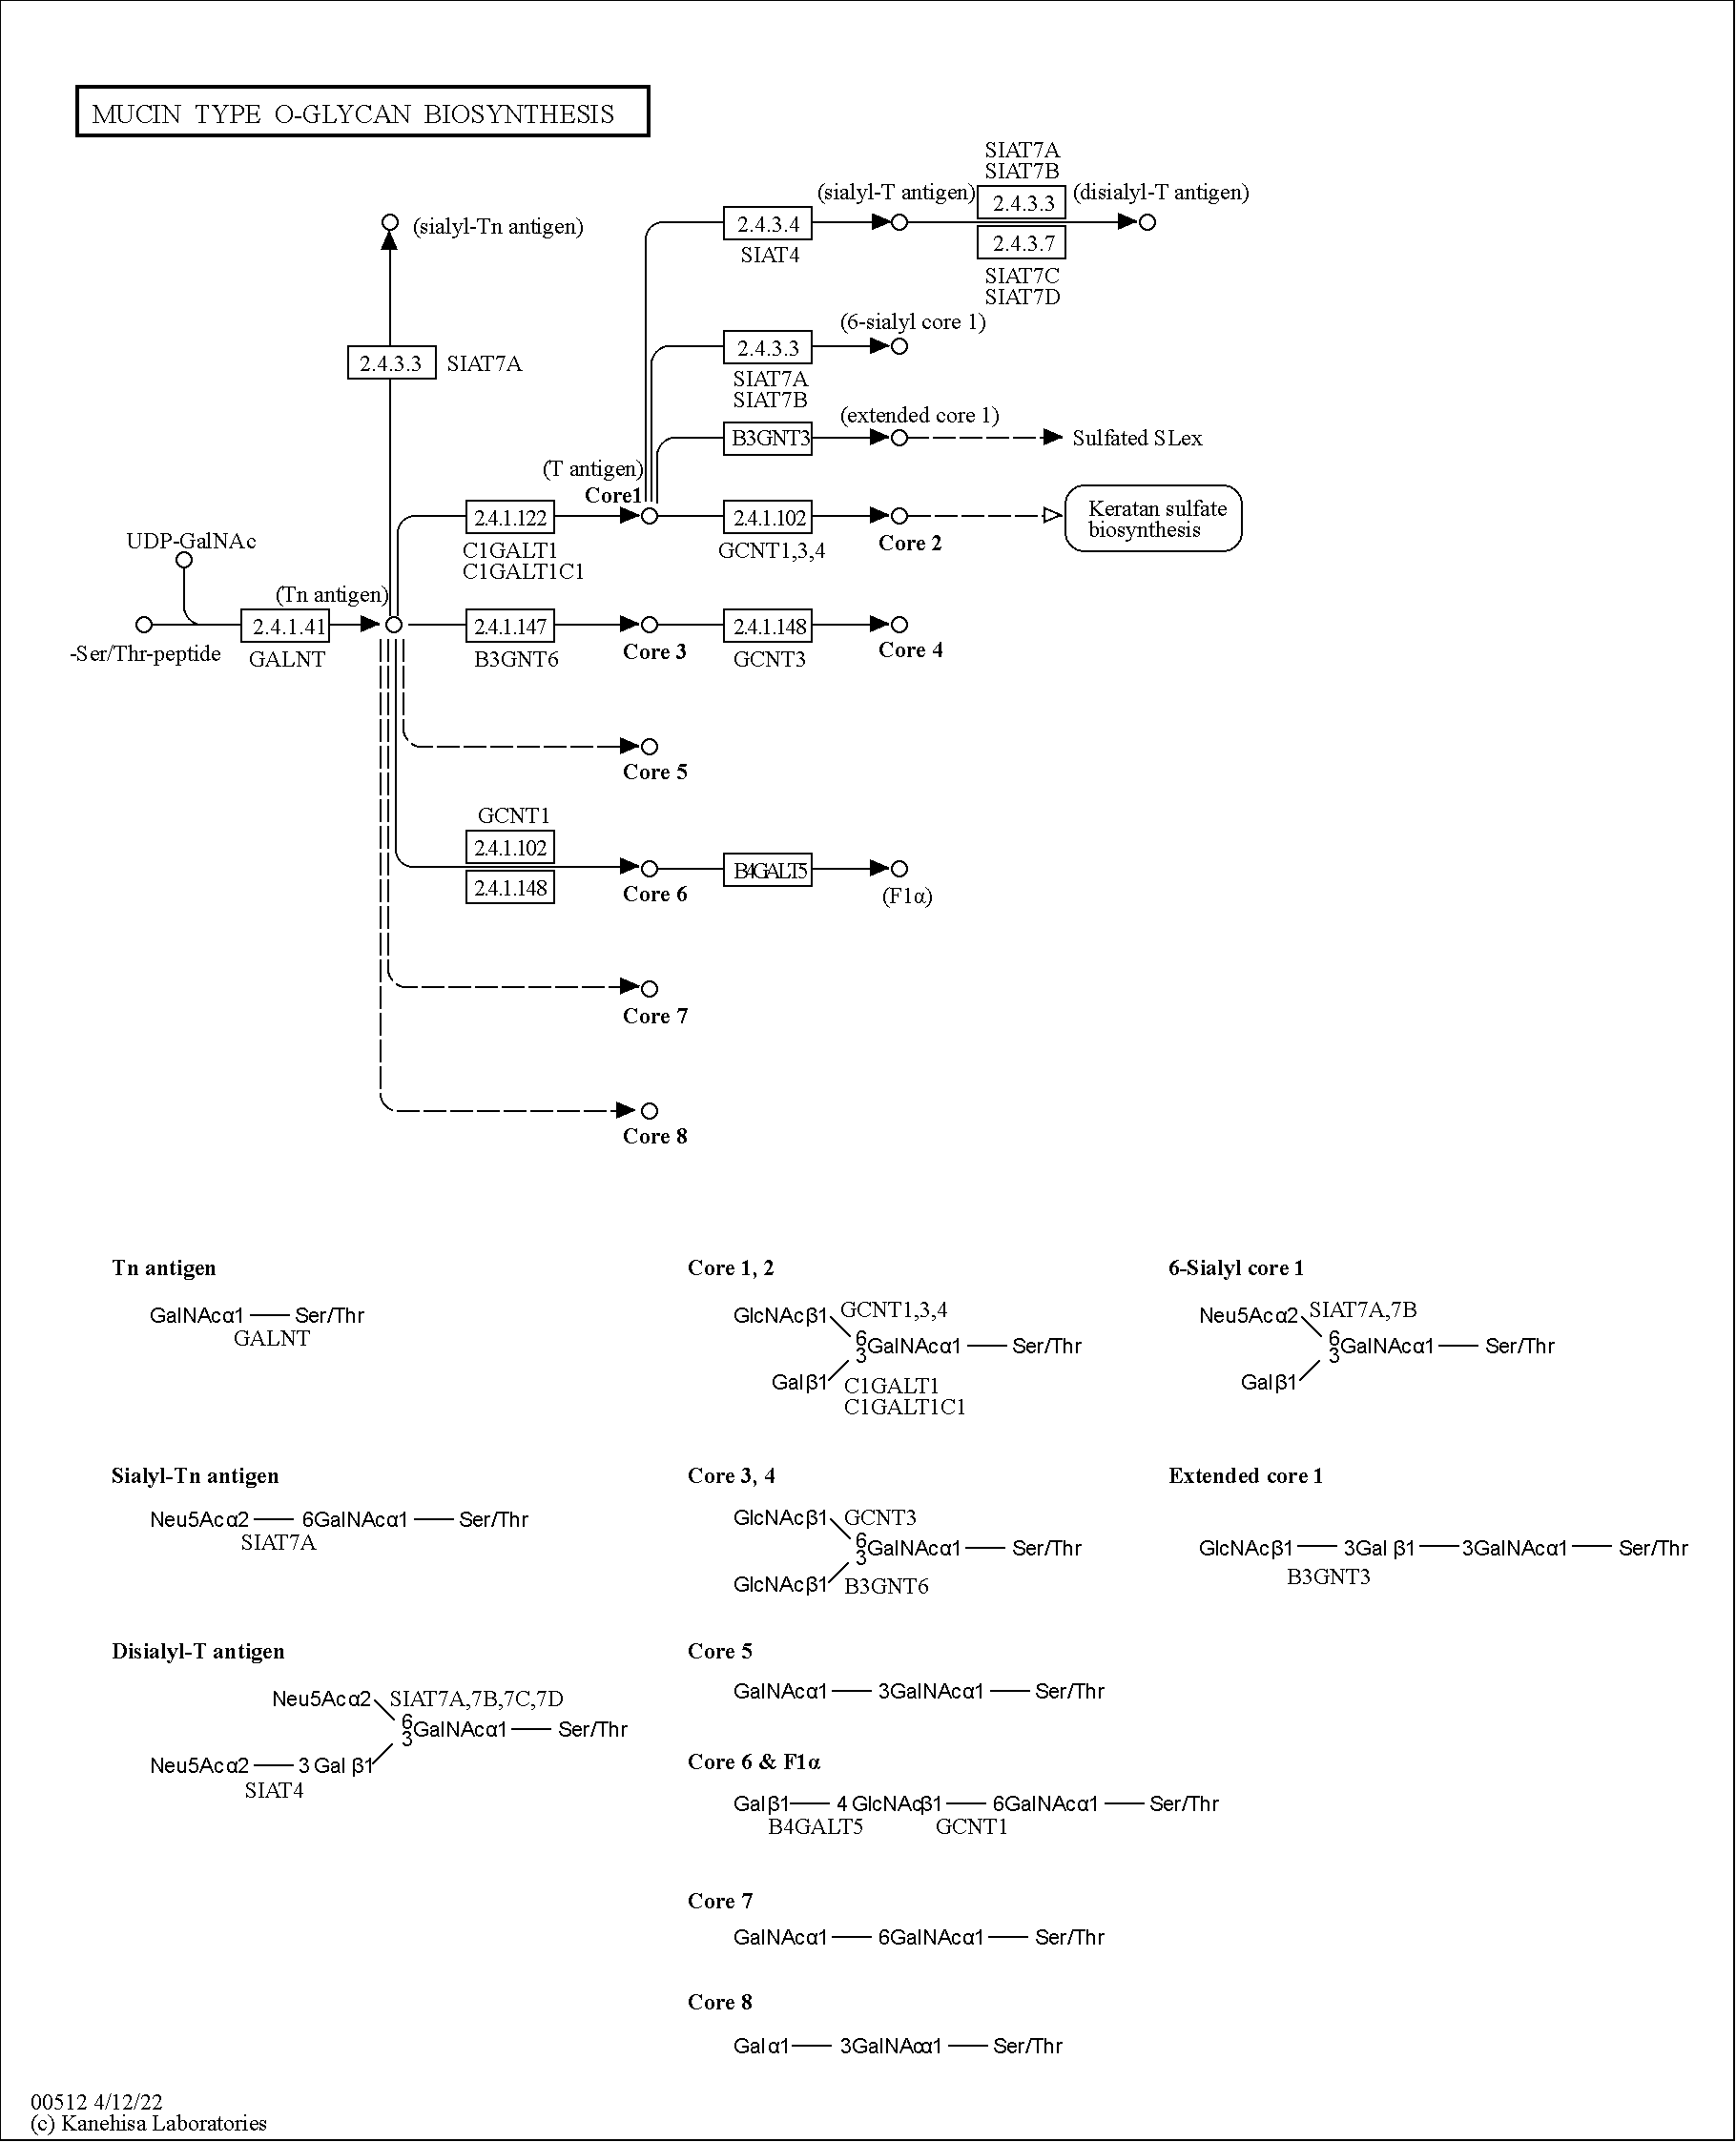 MUCIN TYPE O-GLYCAN BIOSYNTHESIS
SIAT7A
SIAT7B
(sialyl-T antigen)
2.4.3.3
(disialyl-T antigen)
(sialyl-Tn antigen)
2.4.3.4
SIAT4
2.4.3.7
SIAT7C
SIAT7D
(6-sialyl core 1)
2.4.3.3
SIAT7A
2.4.3.3
SIAT7A
SIAT7B
(extended core 1)
B3GNT3
Sulfated SLex
(T antigen)
Core1
2.4.1.122
C1GALT1
C1GALT1C1
2.4.1.102
GCNT1,3,4
Core 2
Keratan sulfate
biosynthesis
UDP-GalNAc
(Tn antigen)
-Ser/Thr-peptide
2.4.1.41
GALNT
2.4.1.147
B3GNT6
Core 3
2.4.1.148
GCNT3
Core 4
Core 5
GCNT1
2.4.1.102
2.4.1.148
Core 6
B4GALT5
(F1α)
Core 7
Core 8
Tn antigen
GalNAcα1 Ser/Thr
GALNT
Core 1, 2
GlcNAcβ1 GCNT1,3,4
6
3GalNAcα1 Ser/Thr
Galβ1 C1GALT1
C1GALT1C1
6-Sialyl core 1
Neu5Acα2 SIAT7A,7B
6
3GalNAcα1 Ser/Thr
Galβ1
Sialyl-Tn antigen
Neu5Acα2 6GalNAcα1 Ser/Thr
SIAT7A
Core 3, 4
GlcNAcβ1 GCNT3
6
3GalNAcα1 Ser/Thr
GlcNAcβ1 B3GNT6
Extended core 1
GlcNAcβ1 3Gal β1 3GalNAcα1 Ser/Thr
B3GNT3
Disialyl-T antigen
Neu5Acα2 SIAT7A,7B,7C,7D
6
3GalNAcα1 Ser/Thr
Neu5Acα2 3 Gal β1
SIAT4
Core 5
GalNAcα1 3GalNAcα1 Ser/Thr
Core 6 & F1α
Galβ1 4 GlcNAcβ1 6GalNAcα1 Ser/Thr
B4GALT5 GCNT1
Core 7
GalNAcα1 6GalNAcα1 Ser/Thr
Core 8
Galα1 3GalNAcα1 Ser/Thr
00512 4/12/22
(c) Kanehisa Laboratories